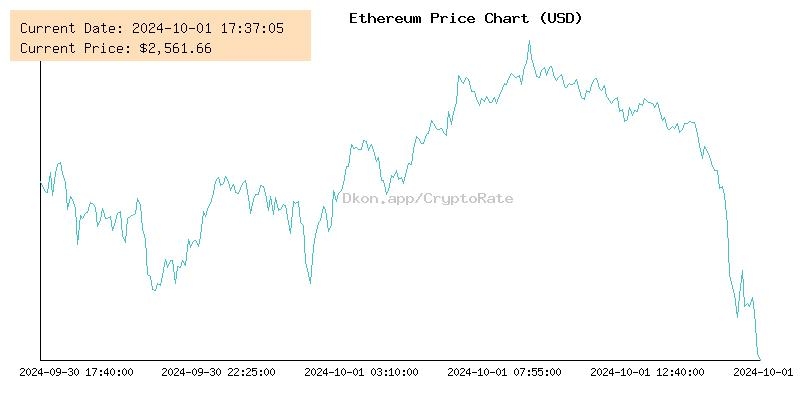 Ethereum Price Chart (USD)
Current Date: 2024-10-01 17:37:05
Current Price: $2,561.66
Dkon.app/CryptoRate
2024-09-30 17:40:00 2024-09-30 22:25:00 2024-10-01 03:10:00 2024-10-01 07:55:00 2024-10-01 12:40:00 2024-10-01